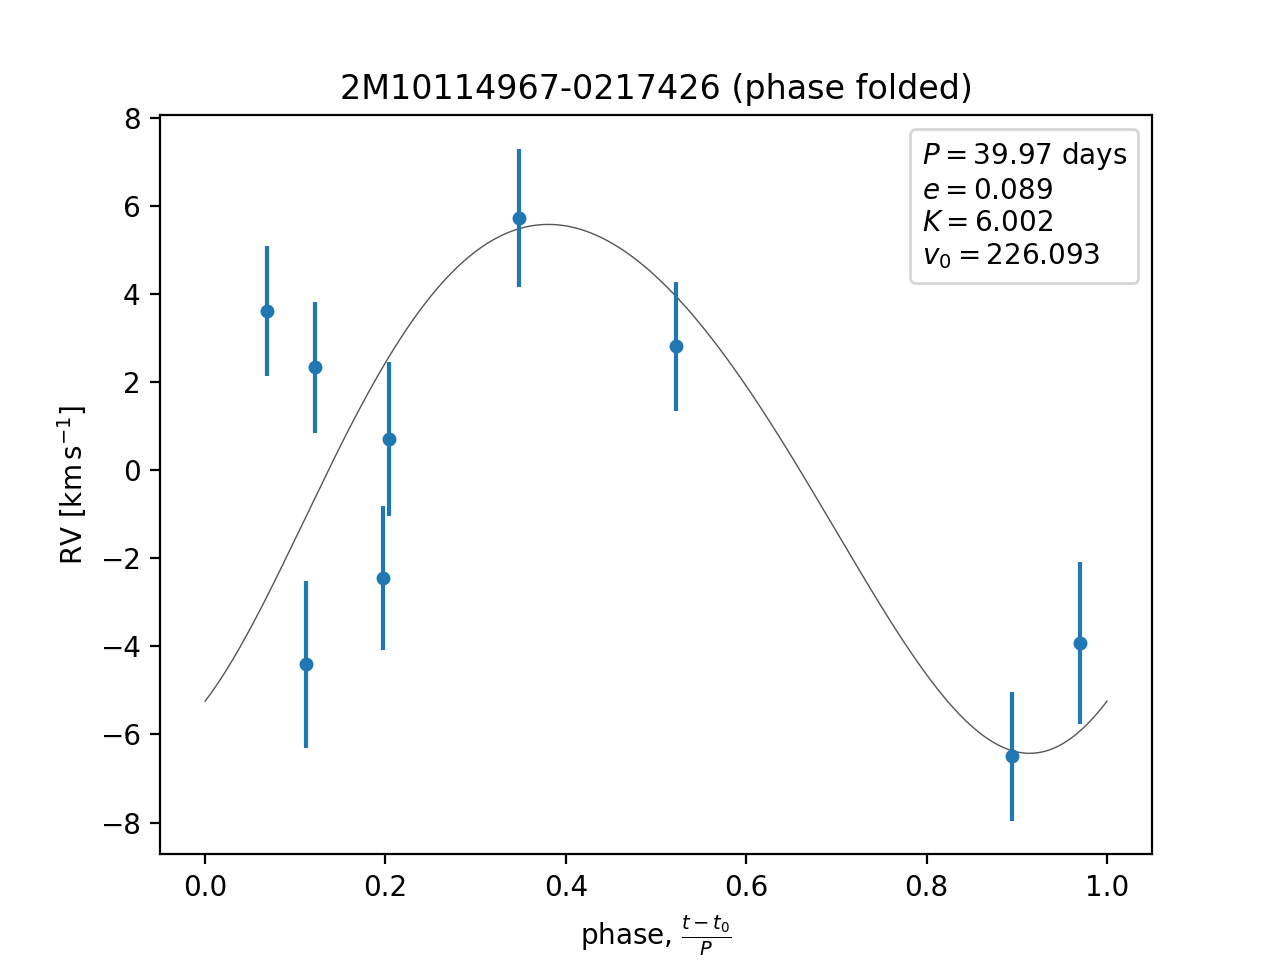 2M10114967-0217426 (phase folded)
P = 39.97 days
e = 0.089
K = 6.002
v₀ = 226.093
8
6
4
2
0
−2
−4
−6
−8
RV [km s⁻¹]
0.0 0.2 0.4 0.6 0.8 1.0
phase, (t − t₀)/P